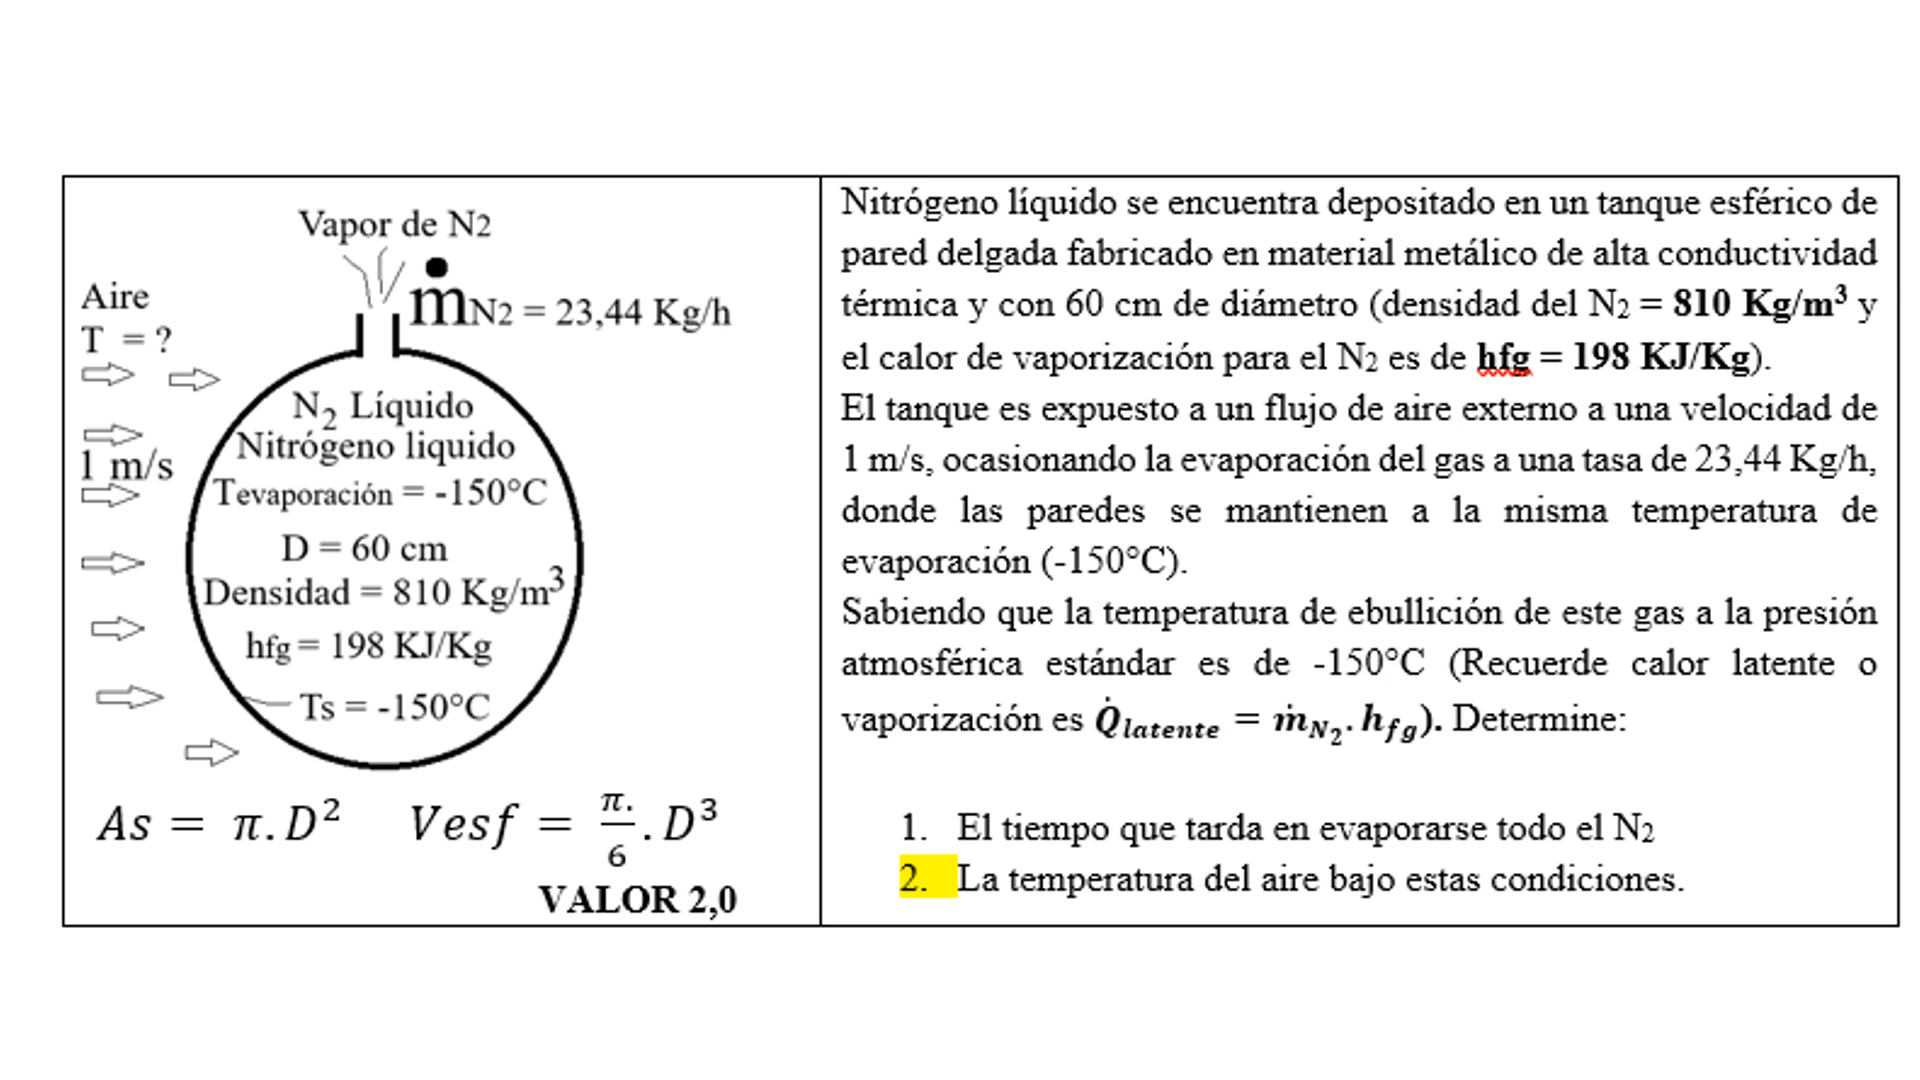 Vapor de N2
ṁN2 = 23,44 Kg/h
Aire
T = ?
1 m/s
N₂ Líquido
Nitrógeno liquido
Tevaporación = -150°C
D = 60 cm
Densidad = 810 Kg/m³
hfg = 198 KJ/Kg
Ts = -150°C
As = π.D²   Vesf = π./6 .D³
VALOR 2,0
Nitrógeno líquido se encuentra depositado en un tanque esférico de
pared delgada fabricado en material metálico de alta conductividad
térmica y con 60 cm de diámetro (densidad del N₂ = 810 Kg/m³ y
el calor de vaporización para el N₂ es de hfg = 198 KJ/Kg).
El tanque es expuesto a un flujo de aire externo a una velocidad de
1 m/s, ocasionando la evaporación del gas a una tasa de 23,44 Kg/h,
donde las paredes se mantienen a la misma temperatura de
evaporación (-150°C).
Sabiendo que la temperatura de ebullición de este gas a la presión
atmosférica estándar es de -150°C (Recuerde calor latente o
vaporización es Q̇latente = ṁN₂. hfg). Determine:
1. El tiempo que tarda en evaporarse todo el N₂
2. La temperatura del aire bajo estas condiciones.